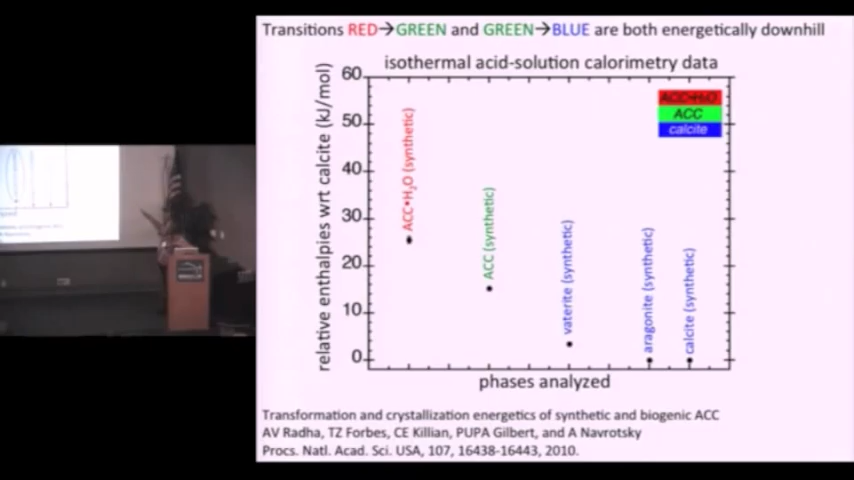 Transitions RED→GREEN and GREEN→BLUE are both energetically downhill
isothermal acid-solution calorimetry data
relative enthalpies wrt calcite (kJ/mol)
60
50
40
30
20
10
0
ACC•H₂O (synthetic)
ACC (synthetic)
vaterite (synthetic)
aragonite (synthetic)
calcite (synthetic)
ACC•H₂O
ACC
calcite
phases analyzed
Transformation and crystallization energetics of synthetic and biogenic ACC
AV Radha, TZ Forbes, CE Killian, PUPA Gilbert, and A Navrotsky
Procs. Natl. Acad. Sci. USA, 107, 16438-16443, 2010.